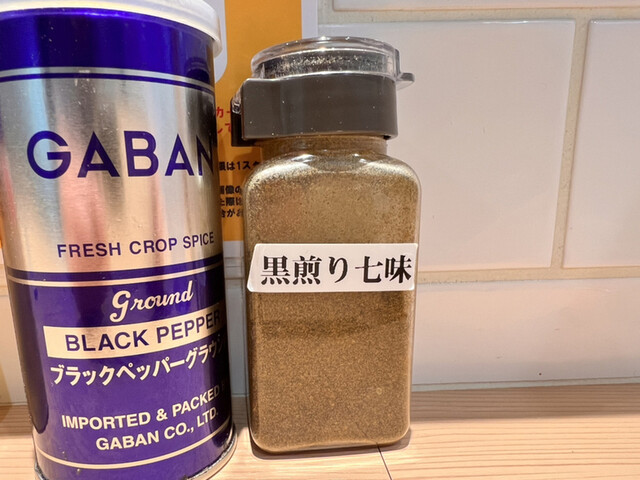 GABAN
FRESH CROP SPICE
Ground
BLACK PEPPER
ブラックペッパーグラウ
IMPORTED & PACKED
GABAN CO., LTD.
黒煎り七味